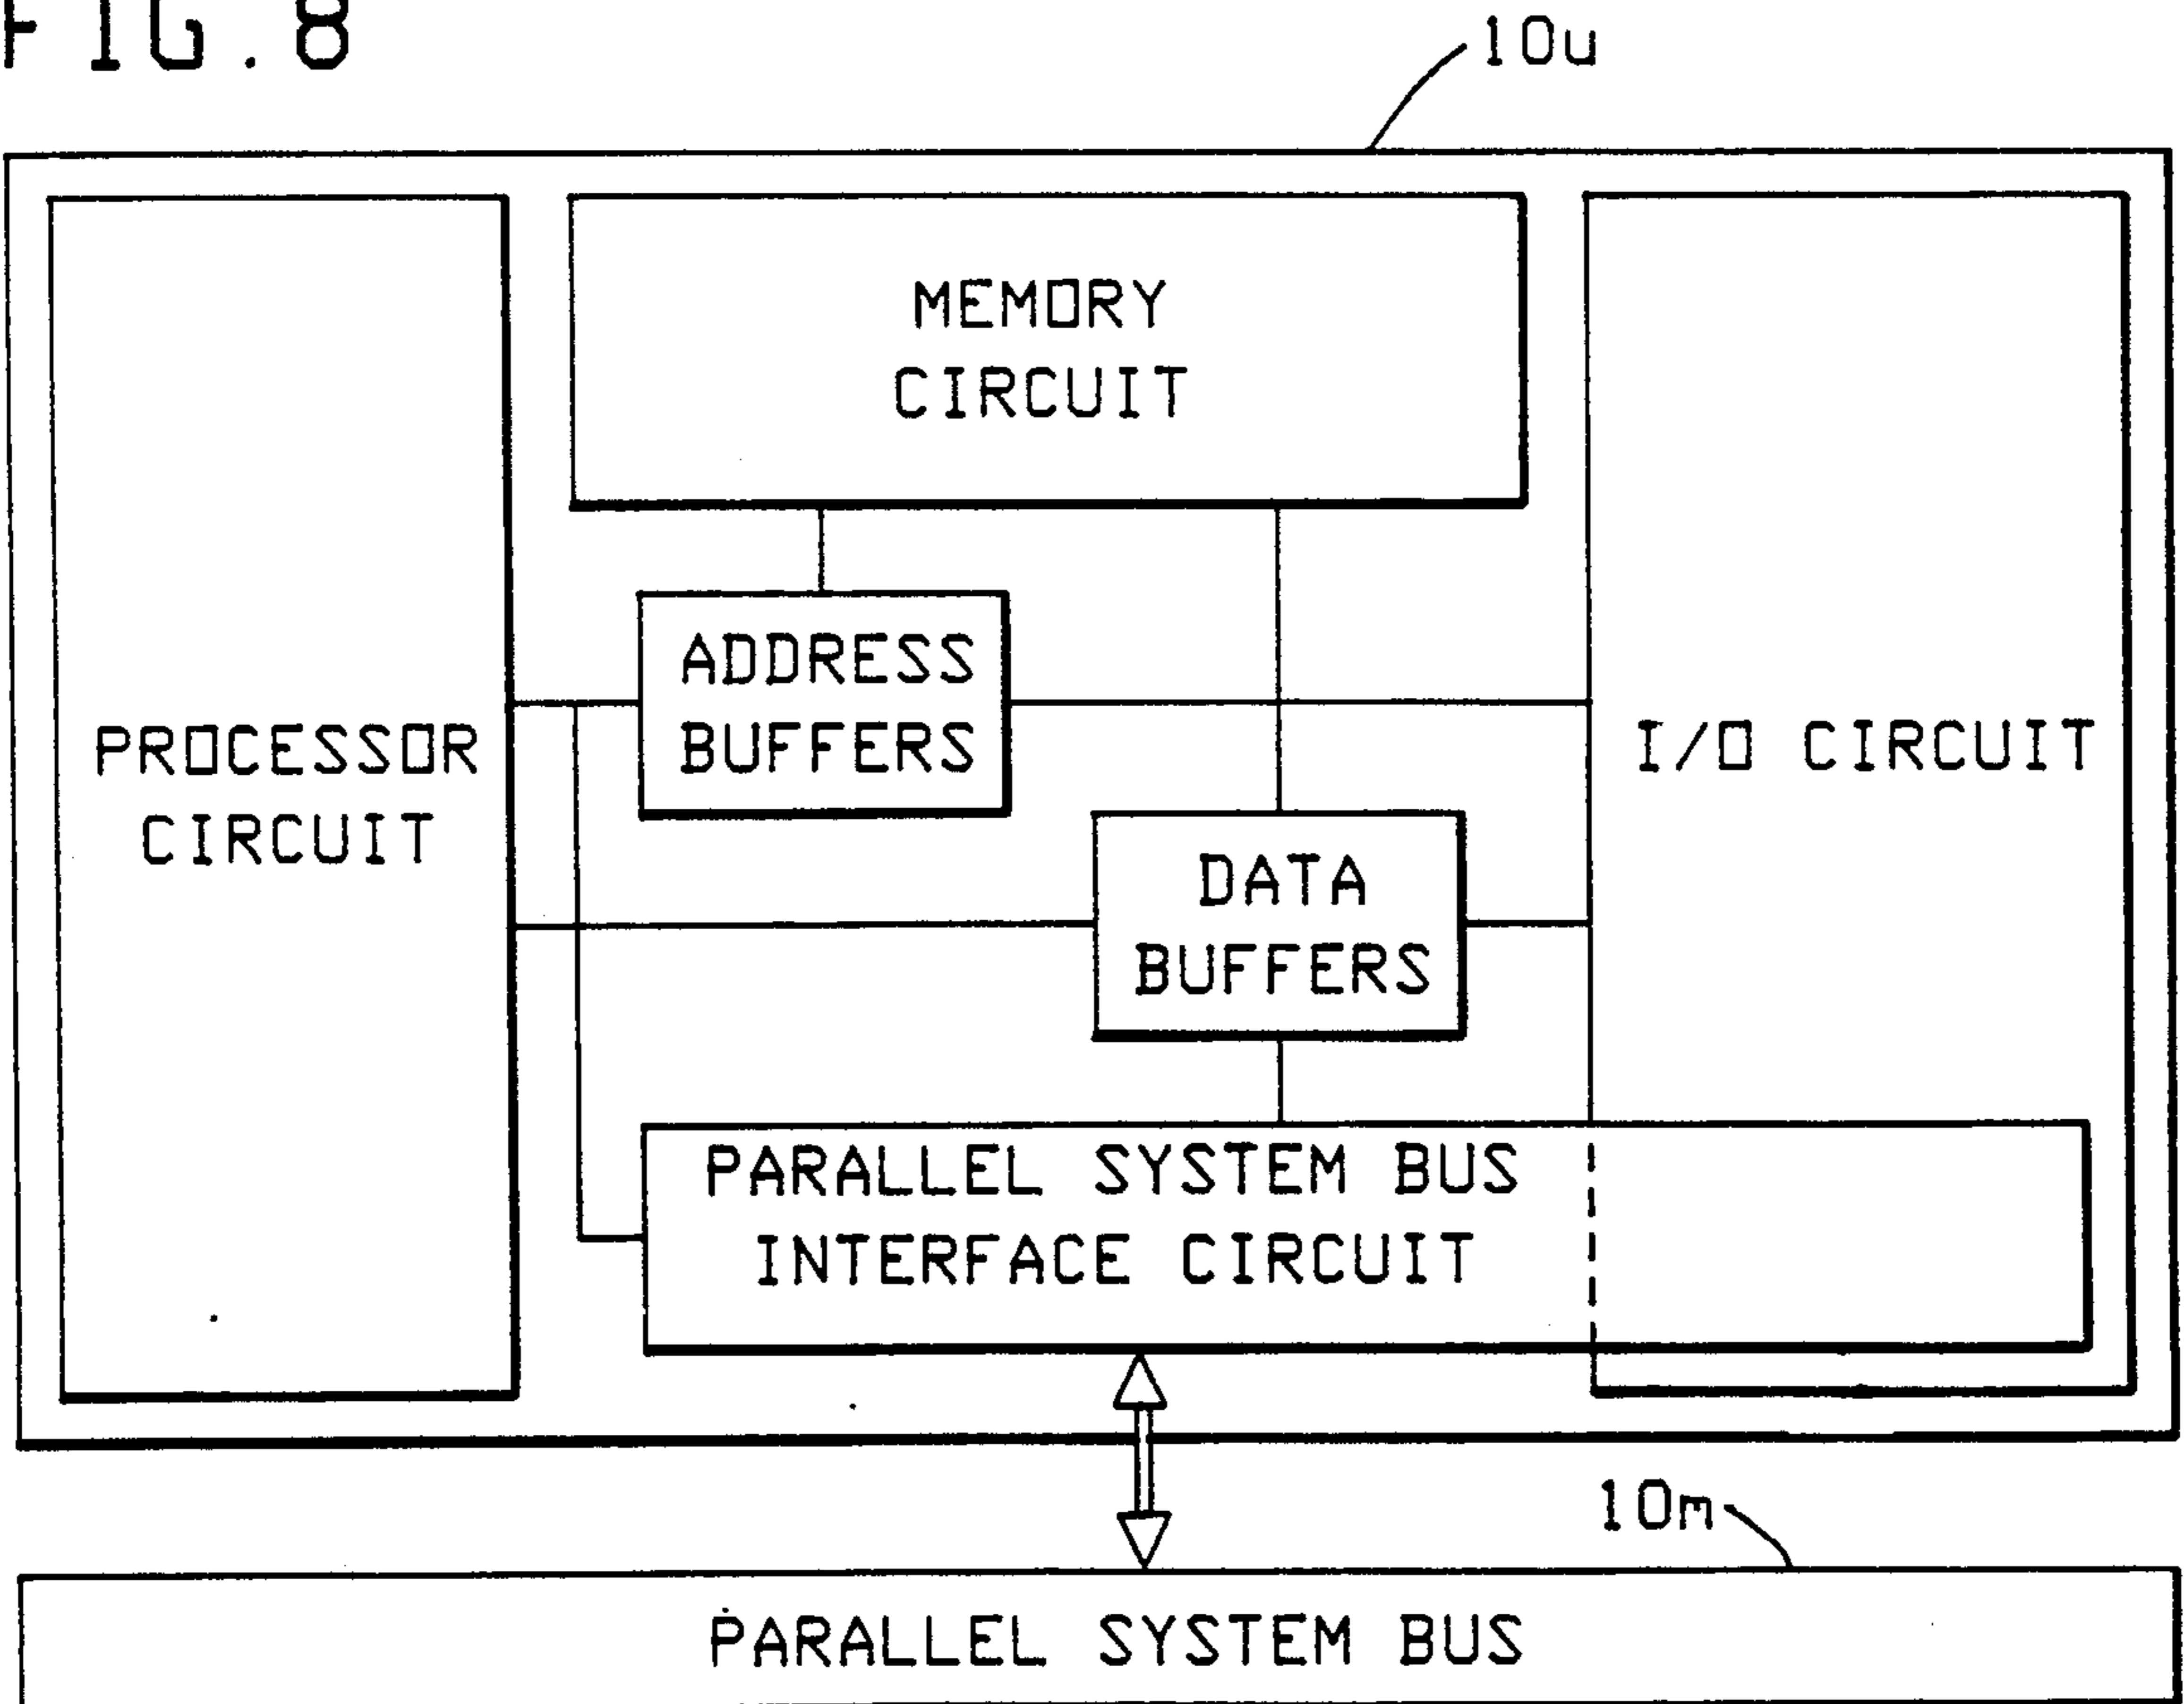 FIG.8
10u
MEMORY
CIRCUIT
ADDRESS
BUFFERS
PROCESSOR
CIRCUIT
I/O CIRCUIT
DATA
BUFFERS
PARALLEL SYSTEM BUS
INTERFACE CIRCUIT
10m
PARALLEL SYSTEM BUS